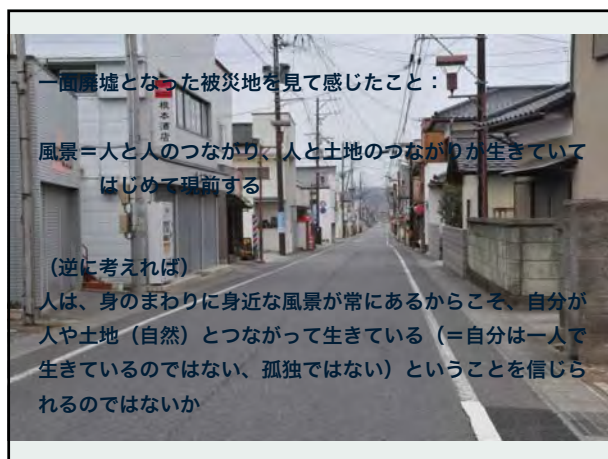 一面廃墟となった被災地を見て感じたこと：
風景＝人と人のつながり、人と土地のつながりが生きていて
はじめて現前する
（逆に考えれば）
人は、身のまわりに身近な風景が常にあるからこそ、自分が
人や土地（自然）とつながって生きている（＝自分は一人で
生きているのではない、孤独ではない）ということを信じら
れるのではないか
根本酒店